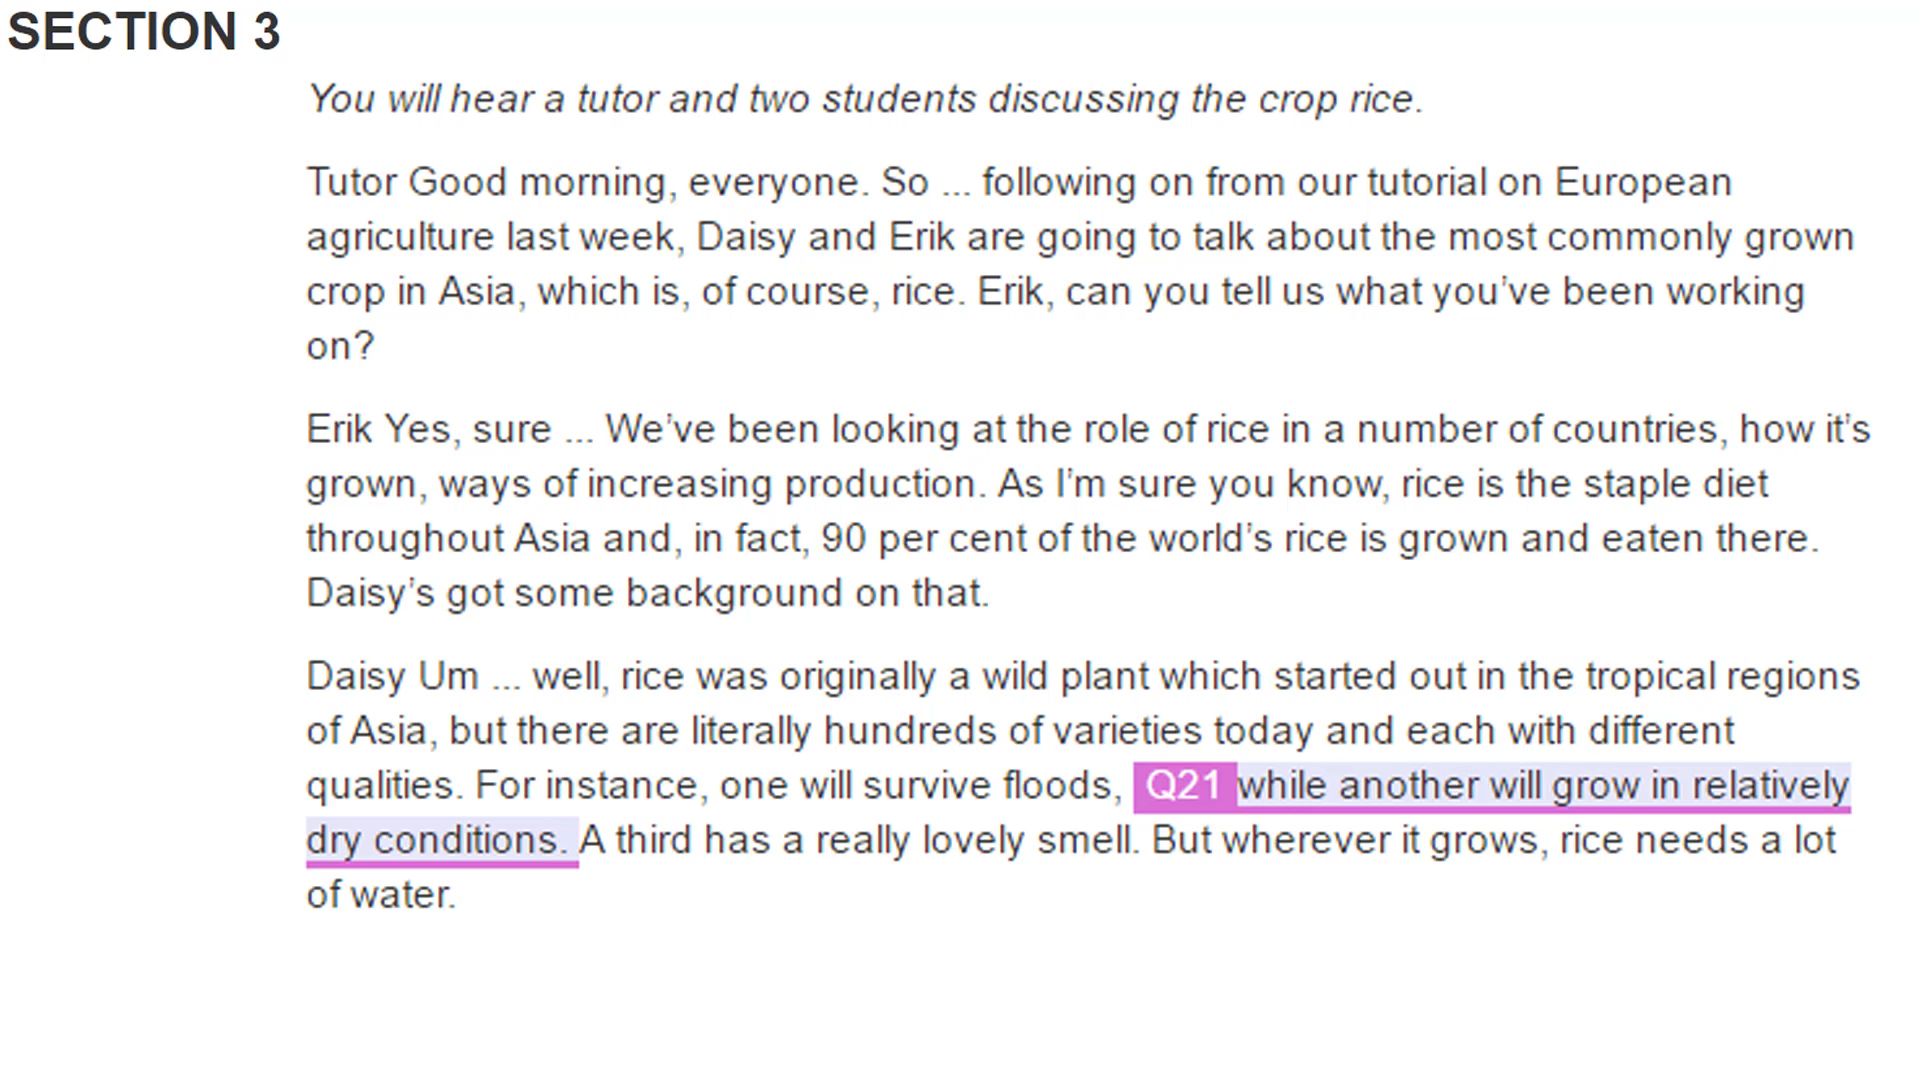 SECTION 3
You will hear a tutor and two students discussing the crop rice.
Tutor Good morning, everyone. So ... following on from our tutorial on European
agriculture last week, Daisy and Erik are going to talk about the most commonly grown
crop in Asia, which is, of course, rice. Erik, can you tell us what you’ve been working
on?
Erik Yes, sure ... We’ve been looking at the role of rice in a number of countries, how it’s
grown, ways of increasing production. As I’m sure you know, rice is the staple diet
throughout Asia and, in fact, 90 per cent of the world’s rice is grown and eaten there.
Daisy’s got some background on that.
Daisy Um ... well, rice was originally a wild plant which started out in the tropical regions
of Asia, but there are literally hundreds of varieties today and each with different
qualities. For instance, one will survive floods, Q21 while another will grow in relatively
dry conditions. A third has a really lovely smell. But wherever it grows, rice needs a lot
of water.